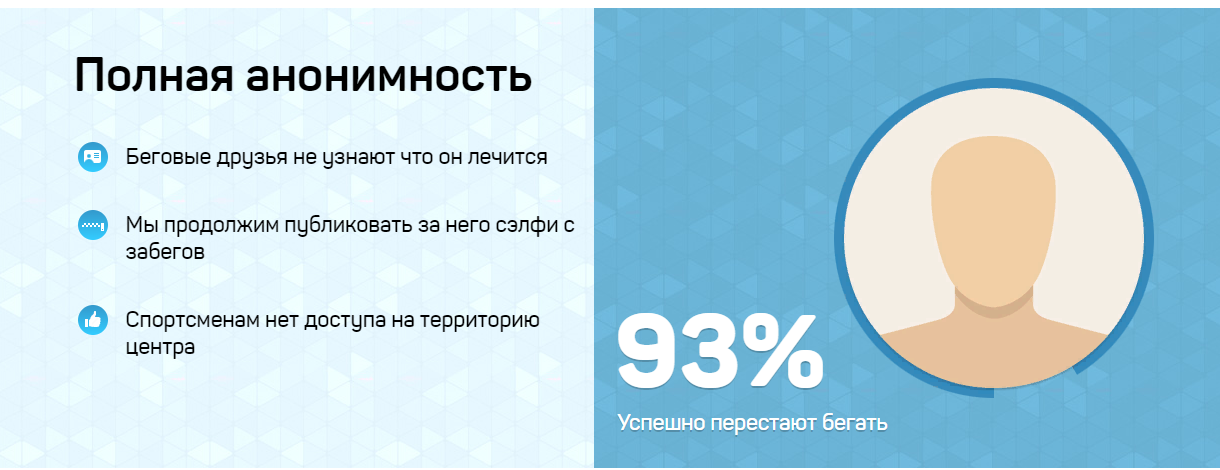 Полная анонимность
Беговые друзья не узнают что он лечится
Мы продолжим публиковать за него сэлфи с
забегов
Спортсменам нет доступа на территорию
центра
93%
Успешно перестают бегать